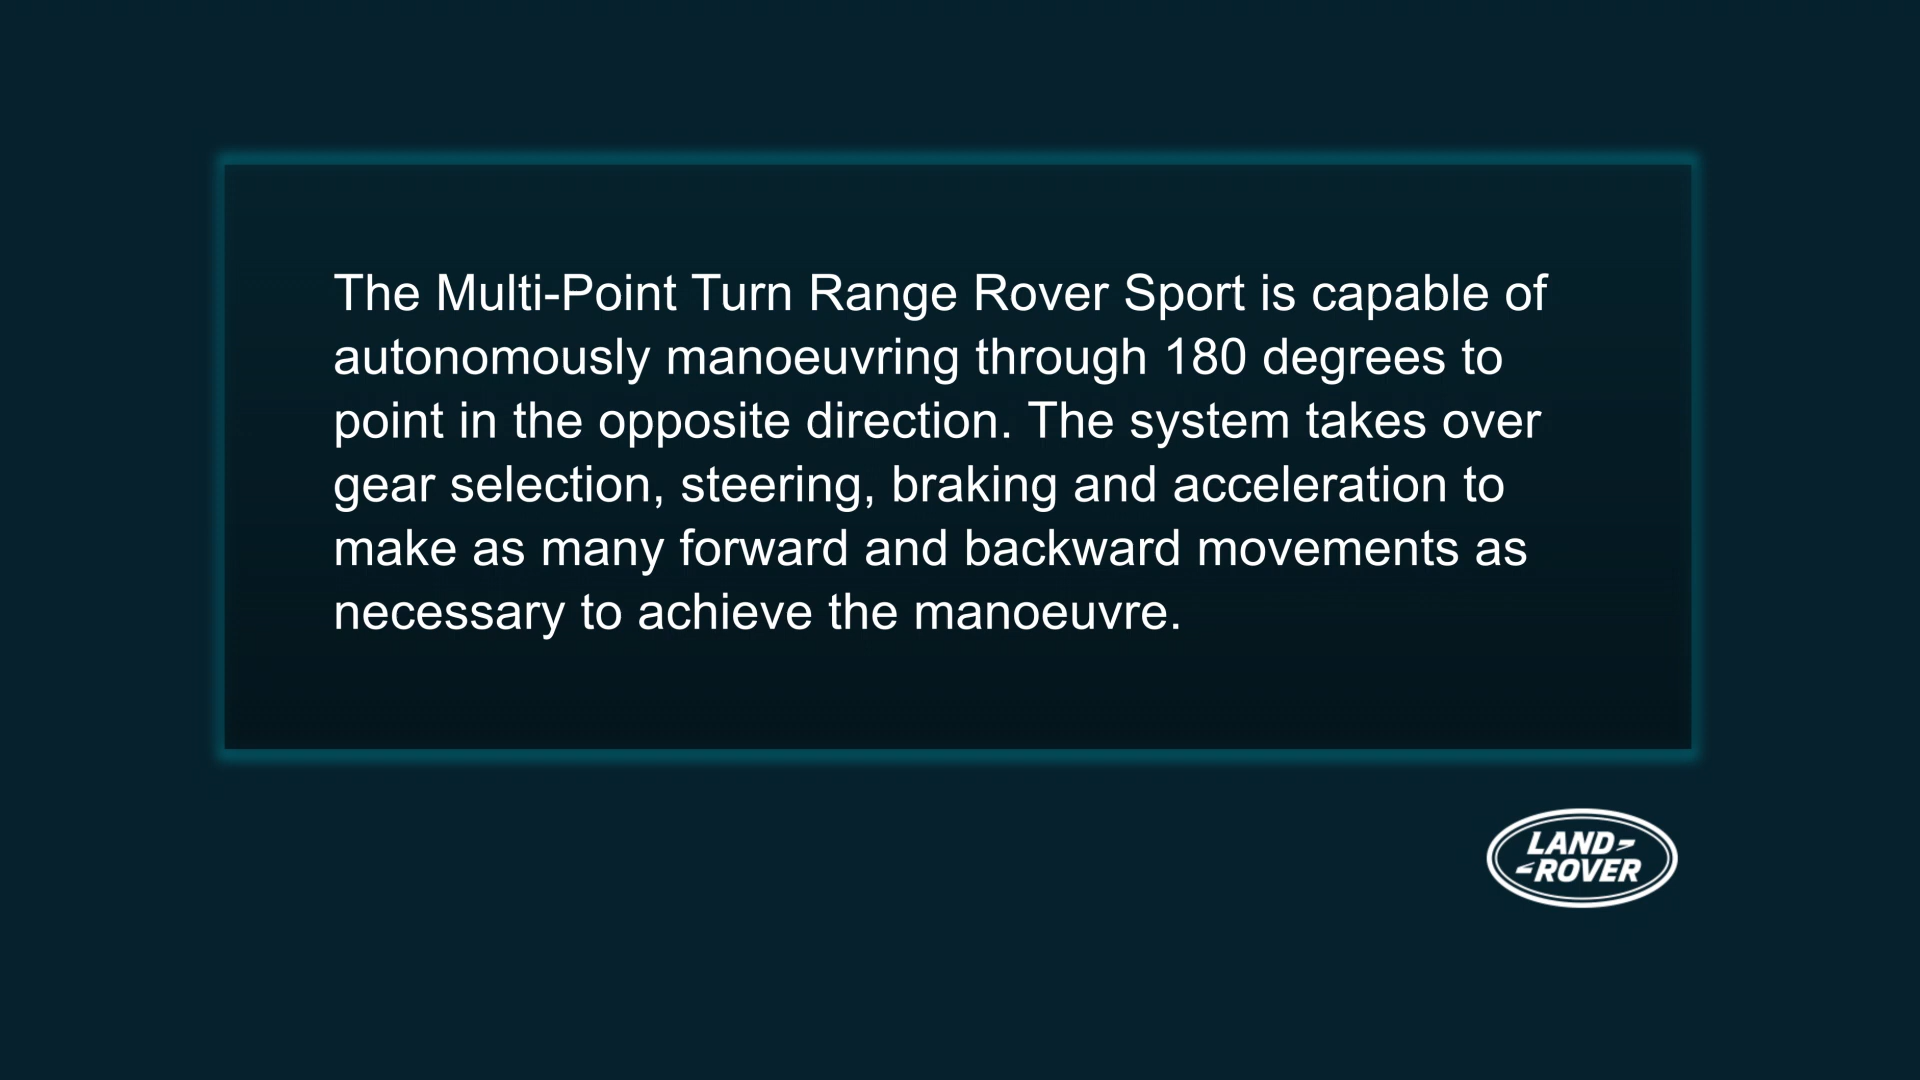 The Multi-Point Turn Range Rover Sport is capable of
autonomously manoeuvring through 180 degrees to
point in the opposite direction. The system takes over
gear selection, steering, braking and acceleration to
make as many forward and backward movements as
necessary to achieve the manoeuvre.
LAND
ROVER